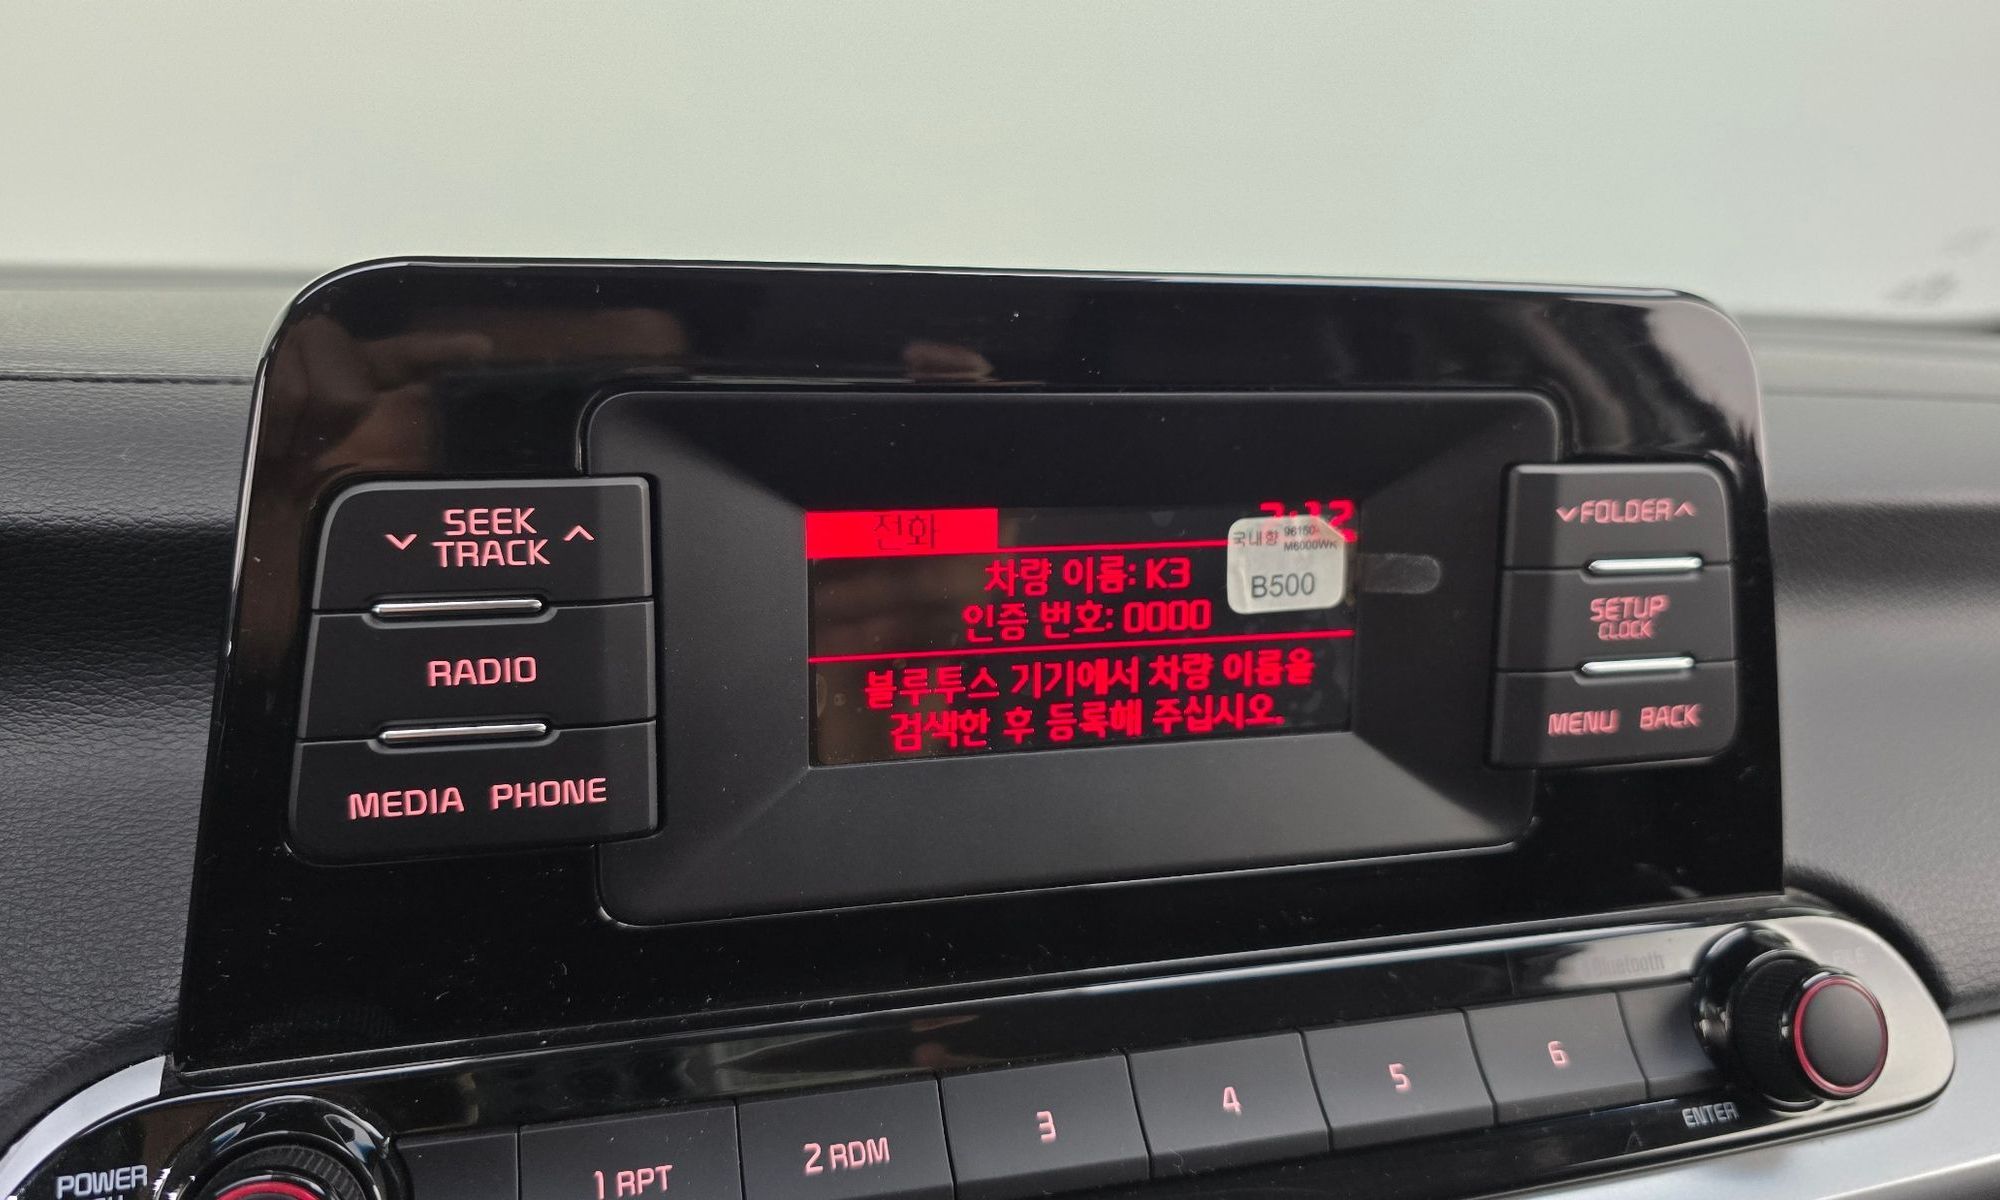 SEEK
TRACK
RADIO
MEDIA PHONE
전화
차량 이름: K3
인증 번호: 0000
블루투스 기기에서 차량 이름을
검색한 후 등록해 주십시오.
국내향 96150-
M6000WK
B500
FOLDER
SETUP
CLOCK
MENU BACK
Bluetooth
POWER
1 RPT
2 RDM
3
4
5
6
ENTER